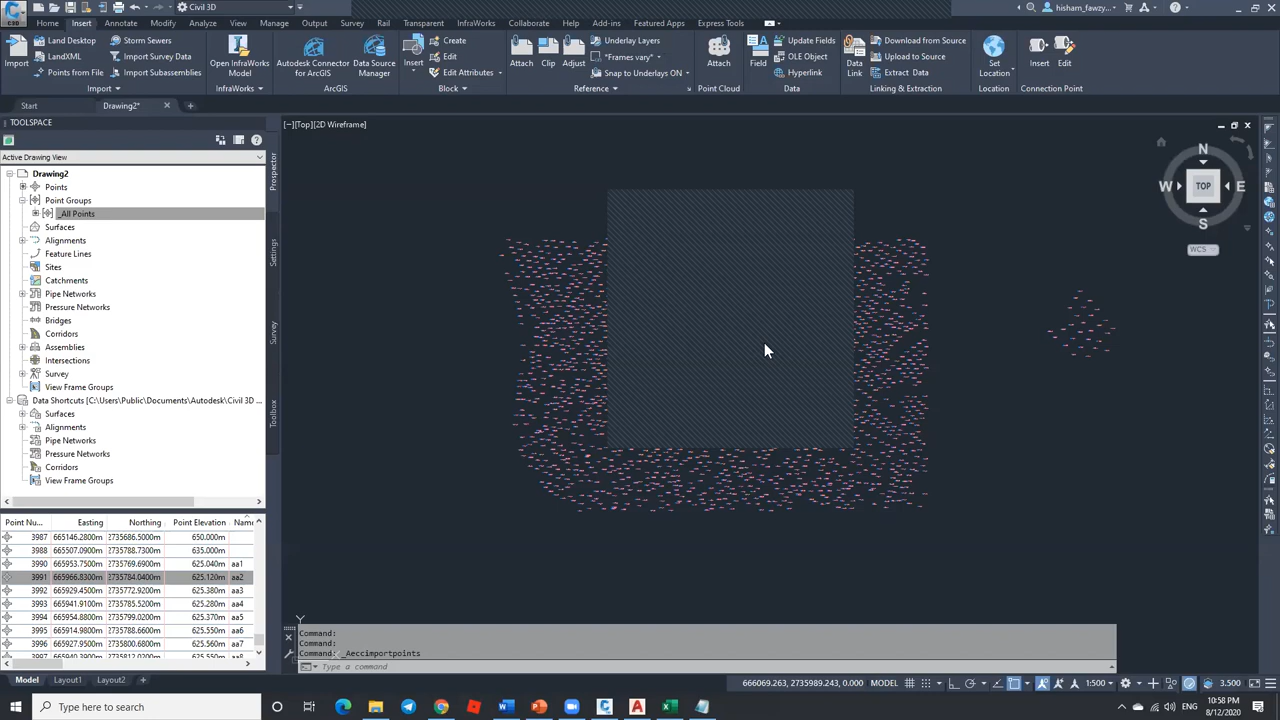 C3D
Civil 3D
hisham_fawzy...
Home
Insert
Annotate
Modify
Analyze
View
Manage
Output
Survey
Rail
Transparent
InfraWorks
Collaborate
Help
Add-ins
Featured Apps
Express Tools
Import
Land Desktop
LandXML
Points from File
Storm Sewers
Import Survey Data
Import Subassemblies
Import
Open InfraWorks Model
InfraWorks
Autodesk Connector for ArcGIS
Data Source Manager
ArcGIS
Insert
Create
Edit
Edit Attributes
Block
Attach
Clip
Adjust
Underlay Layers
*Frames vary*
Snap to Underlays ON
Reference
Attach
Point Cloud
Field
Update Fields
OLE Object
Hyperlink
Data
Data Link
Download from Source
Upload to Source
Extract Data
Linking & Extraction
Set Location
Location
Insert
Edit
Connection Point
Start
Drawing2*
TOOLSPACE
Active Drawing View
Drawing2
Points
Point Groups
_All Points
Surfaces
Alignments
Feature Lines
Sites
Catchments
Pipe Networks
Pressure Networks
Bridges
Corridors
Assemblies
Intersections
Survey
View Frame Groups
Data Shortcuts [C:\Users\Public\Documents\Autodesk\Civil 3D ...
Surfaces
Alignments
Pipe Networks
Pressure Networks
Corridors
View Frame Groups
Prospector
Settings
Survey
Toolbox
Point Nu... Easting Northing Point Elevation Name
3987 665146.2800m 2735686.5000m 650.000m
3988 665507.0900m 2735788.7300m 635.000m
3990 665953.7500m 2735769.6900m 625.040m aa1
3991 665966.8300m 2735784.0400m 625.120m aa2
3992 665929.4500m 2735772.9200m 625.380m aa3
3993 665941.9100m 2735785.5200m 625.280m aa4
3994 665954.8800m 2735799.0200m 625.370m aa5
3995 665914.9800m 2735788.6600m 625.550m aa6
3996 665927.9500m 2735800.6800m 625.560m aa7
3997 665940.3900m 2735812.0200m 625.550m aa8
[−][Top][2D Wireframe]
N
W
TOP
E
S
WCS
Y
Command:
Command:
Command: _Aeccimportpoints
Type a command
Model
Layout1
Layout2
666069.263, 2735989.243, 0.000
MODEL
1:500
3.500
Type here to search
10:58 PM
8/12/2020